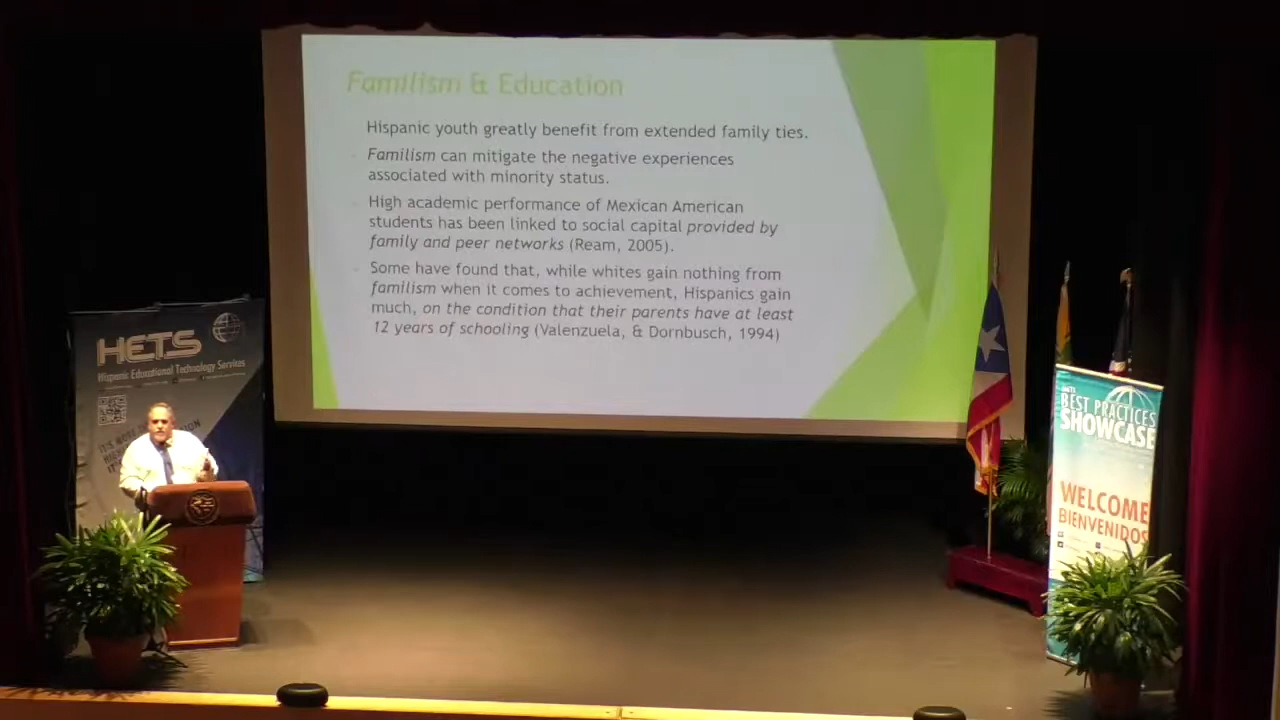 Familism & Education
Hispanic youth greatly benefit from extended family ties.
Familism can mitigate the negative experiences
associated with minority status.
High academic performance of Mexican American
students has been linked to social capital provided by
family and peer networks (Ream, 2005).
Some have found that, while whites gain nothing from
familism when it comes to achievement, Hispanics gain
much, on the condition that their parents have at least
12 years of schooling (Valenzuela, & Dornbusch, 1994)
HETS
Hispanic Educational Technology Services
HETS
BEST PRACTICES
SHOWCASE
WELCOME
BIENVENIDOS